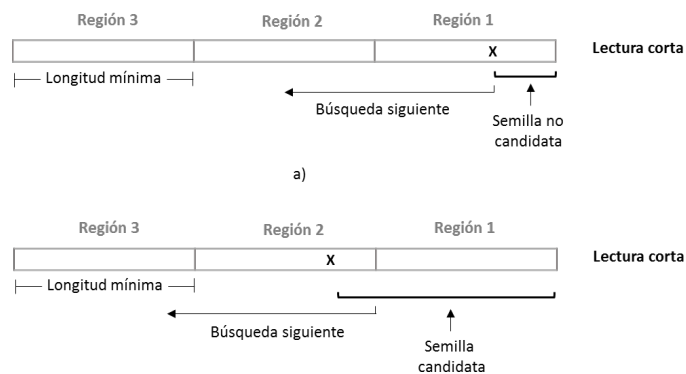 Región 3 Región 2 Región 1
X
Lectura corta
Longitud mínima
Búsqueda siguiente
Semilla no
candidata
a)
Región 3 Región 2 Región 1
X
Lectura corta
Longitud mínima
Búsqueda siguiente
Semilla
candidata